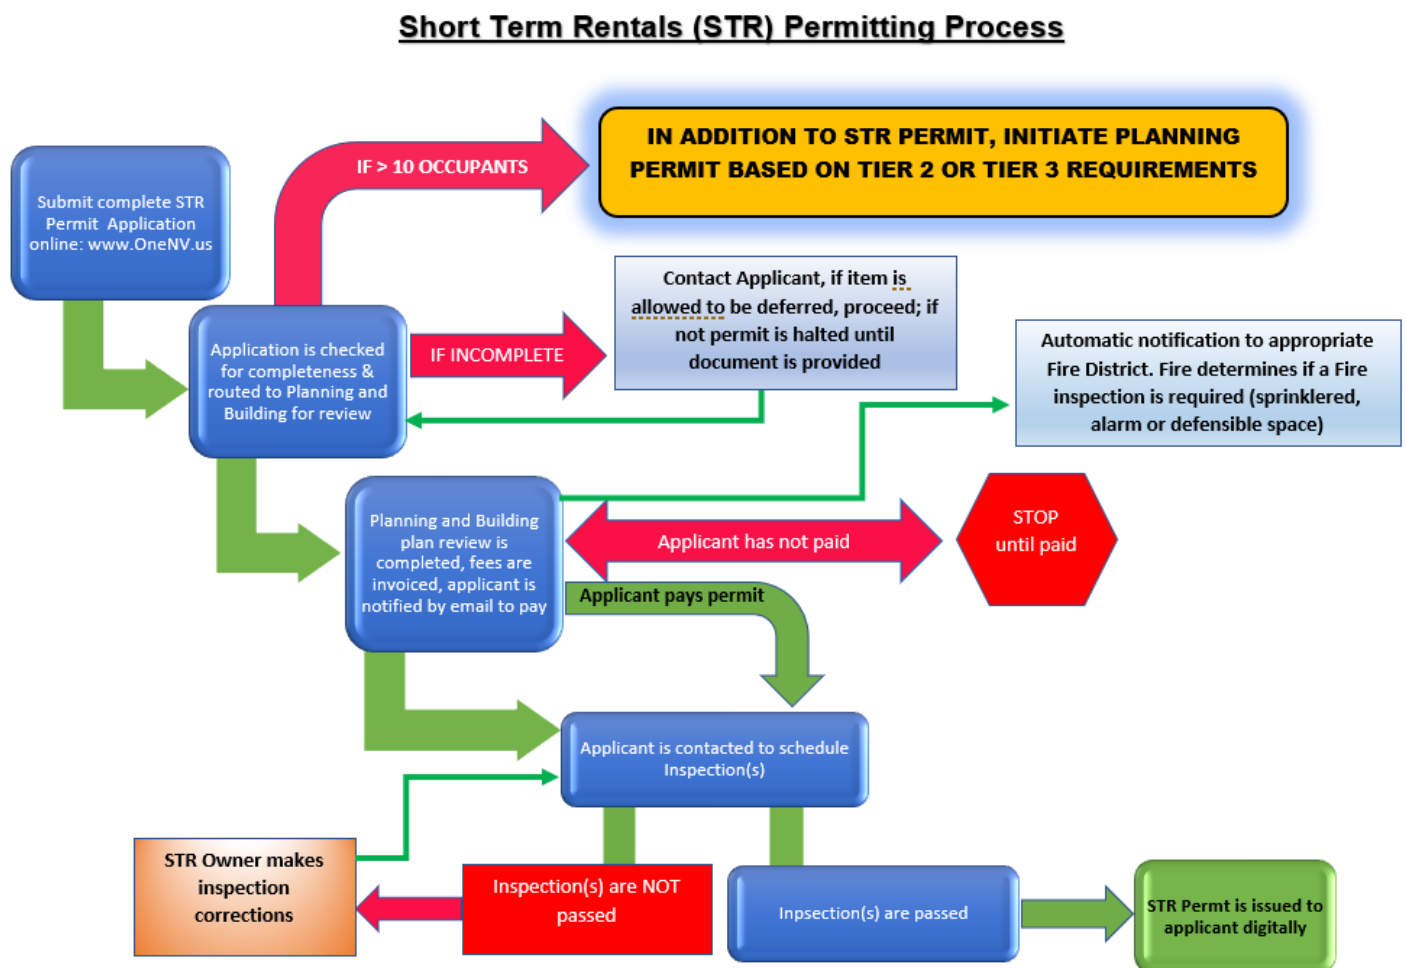 Short Term Rentals (STR) Permitting Process
IN ADDITION TO STR PERMIT, INITIATE PLANNING
PERMIT BASED ON TIER 2 OR TIER 3 REQUIREMENTS
IF > 10 OCCUPANTS
Submit complete STR
Permit Application
online: www.OneNV.us
Contact Applicant, if item is
allowed to be deferred, proceed; if
not permit is halted until
document is provided
IF INCOMPLETE
Application is checked
for completeness &
routed to Planning and
Building for review
Automatic notification to appropriate
Fire District. Fire determines if a Fire
inspection is required (sprinklered,
alarm or defensible space)
Planning and Building
plan review is
completed, fees are
invoiced, applicant is
notified by email to pay
Applicant has not paid
STOP
until paid
Applicant pays permit
Applicant is contacted to schedule
Inspection(s)
STR Owner makes
inspection
corrections
Inspection(s) are NOT
passed
Inpsection(s) are passed
STR Permt is issued to
applicant digitally